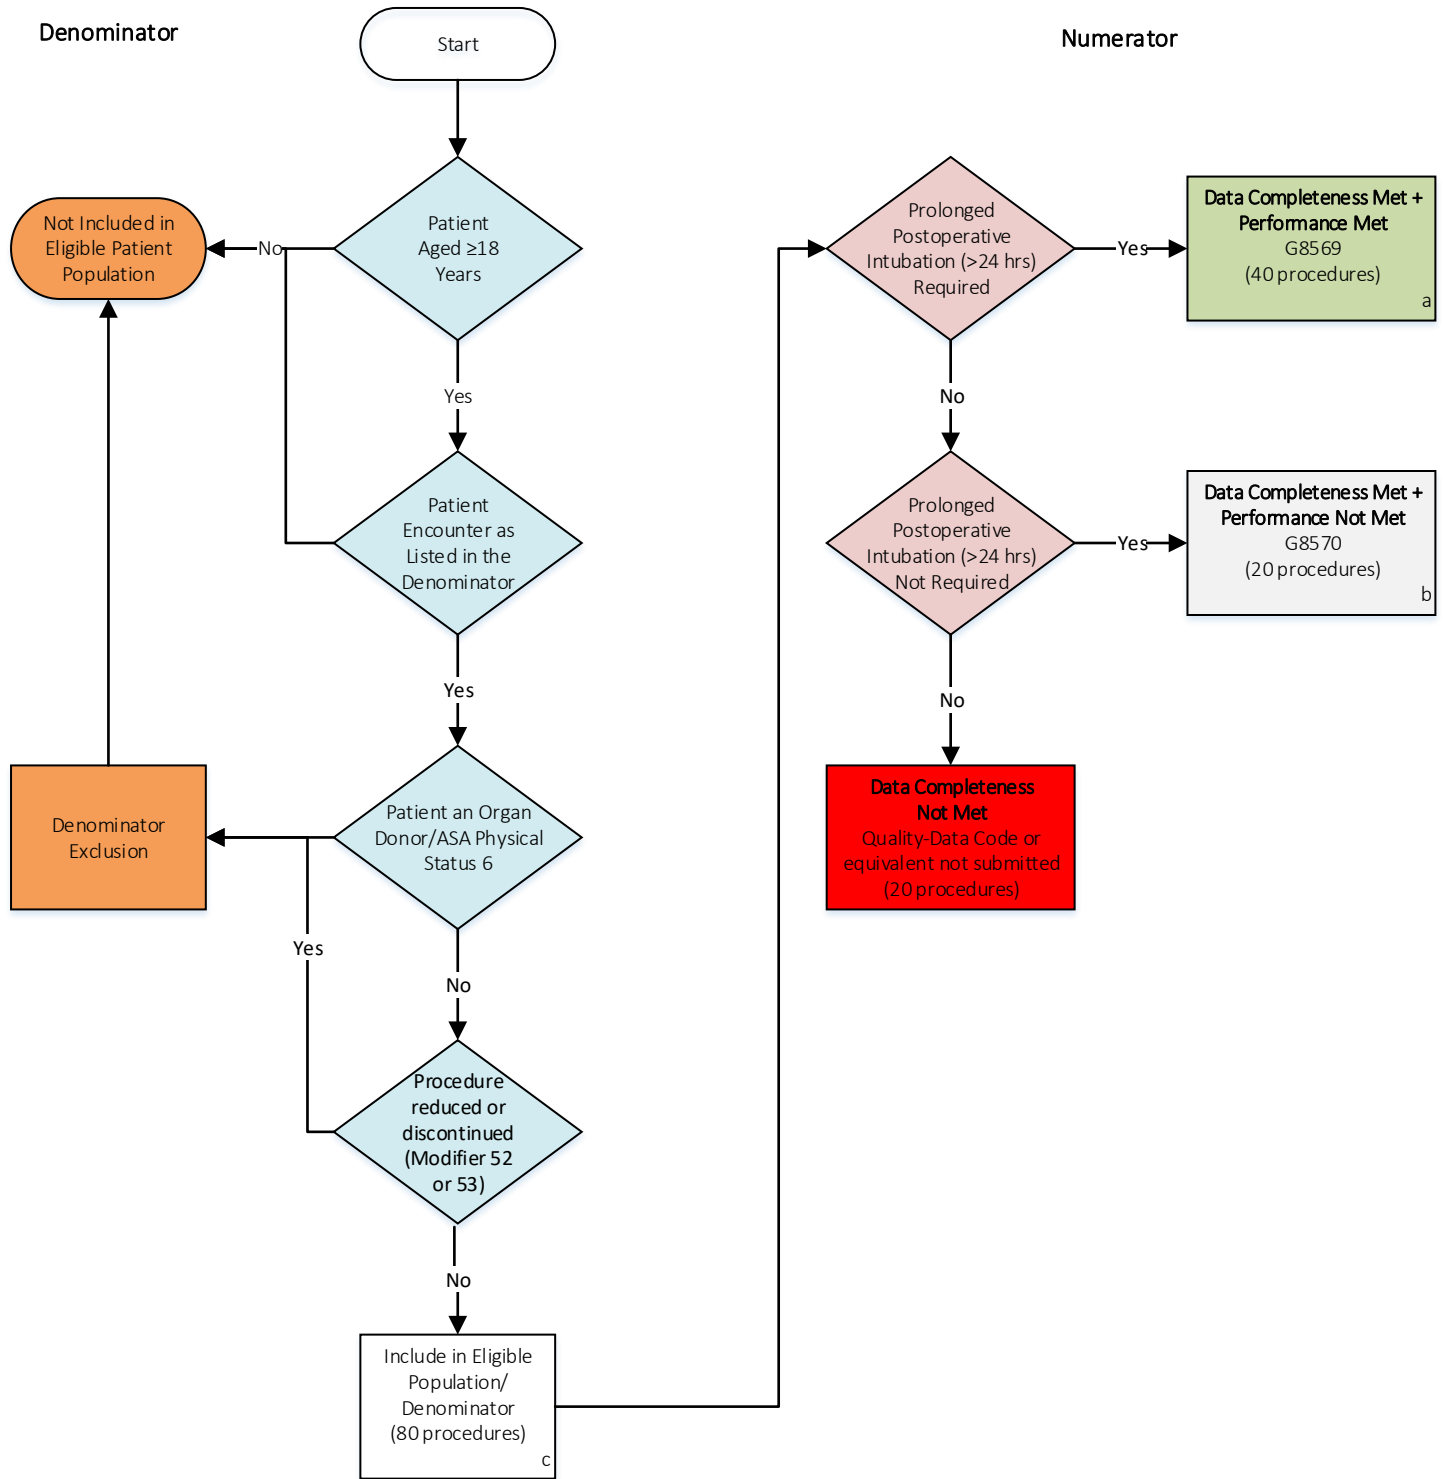 Denominator
Start
Patient
Aged ≥18
Years
No
Not Included in
Eligible Patient
Population
Yes
Patient
Encounter as
Listed in the
Denominator
Yes
Patient an Organ
Donor/ASA Physical
Status 6
Denominator
Exclusion
Yes
No
Procedure
reduced or
discontinued
(Modifier 52
or 53)
No
Include in Eligible
Population/
Denominator
(80 procedures)
c
Numerator
Prolonged
Postoperative
Intubation (>24 hrs)
Required
Yes
Data Completeness Met +
Performance Met
G8569
(40 procedures)
a
No
Prolonged
Postoperative
Intubation (>24 hrs)
Not Required
Yes
Data Completeness Met +
Performance Not Met
G8570
(20 procedures)
b
No
Data Completeness
Not Met
Quality-Data Code or
equivalent not submitted
(20 procedures)